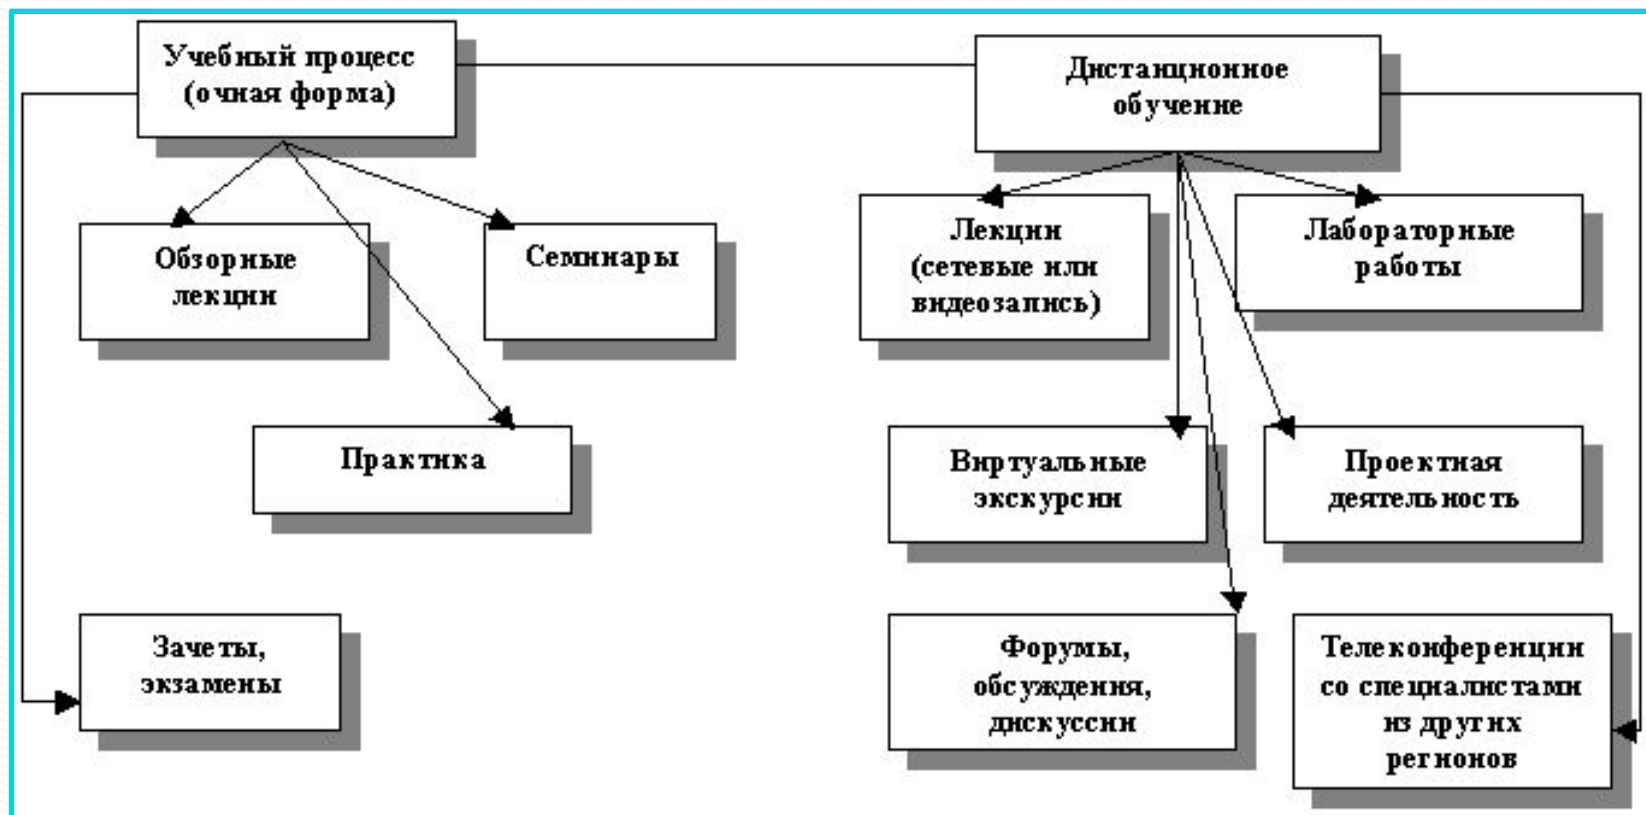 Учебный процесс
(очная форма)
Дистанционное
обучение
Обзорные
лекции
Семинары
Лекции
(сетевые или
видеозапись)
Лабораторные
работы
Практика
Виртуальные
экскурсии
Проектная
деятельность
Зачеты,
экзамены
Форумы,
обсуждения,
дискуссии
Телеконференции
со специалистами
из других
регионов